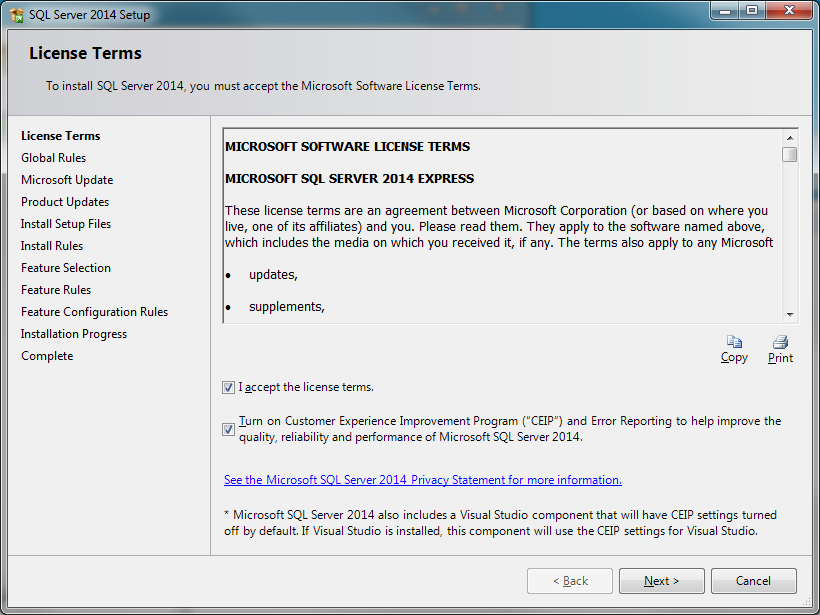 SQL Server 2014 Setup
License Terms
To install SQL Server 2014, you must accept the Microsoft Software License Terms.
License Terms
Global Rules
Microsoft Update
Product Updates
Install Setup Files
Install Rules
Feature Selection
Feature Rules
Feature Configuration Rules
Installation Progress
Complete
MICROSOFT SOFTWARE LICENSE TERMS
MICROSOFT SQL SERVER 2014 EXPRESS
These license terms are an agreement between Microsoft Corporation (or based on where you
live, one of its affiliates) and you. Please read them. They apply to the software named above,
which includes the media on which you received it, if any. The terms also apply to any Microsoft
• updates,
• supplements,
Copy
Print
I accept the license terms.
Turn on Customer Experience Improvement Program ("CEIP") and Error Reporting to help improve the
quality, reliability and performance of Microsoft SQL Server 2014.
See the Microsoft SQL Server 2014 Privacy Statement for more information.
* Microsoft SQL Server 2014 also includes a Visual Studio component that will have CEIP settings turned
off by default. If Visual Studio is installed, this component will use the CEIP settings for Visual Studio.
< Back
Next >
Cancel